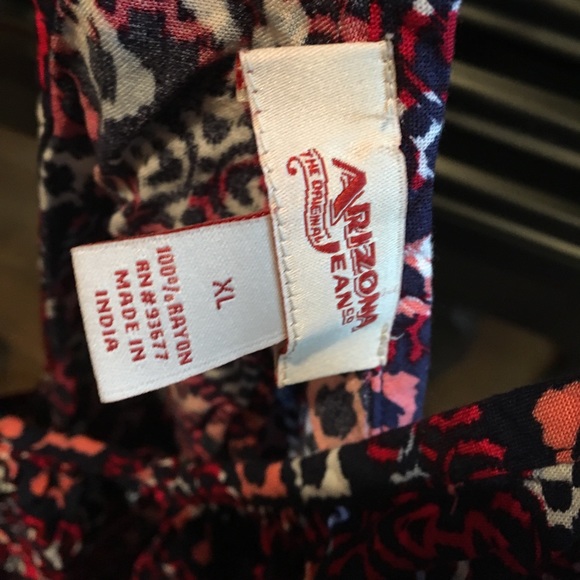 THE ORIGINAL
ARIZONA
JEAN CO
XL
100% RAYON
RN#93677
MADE IN
INDIA